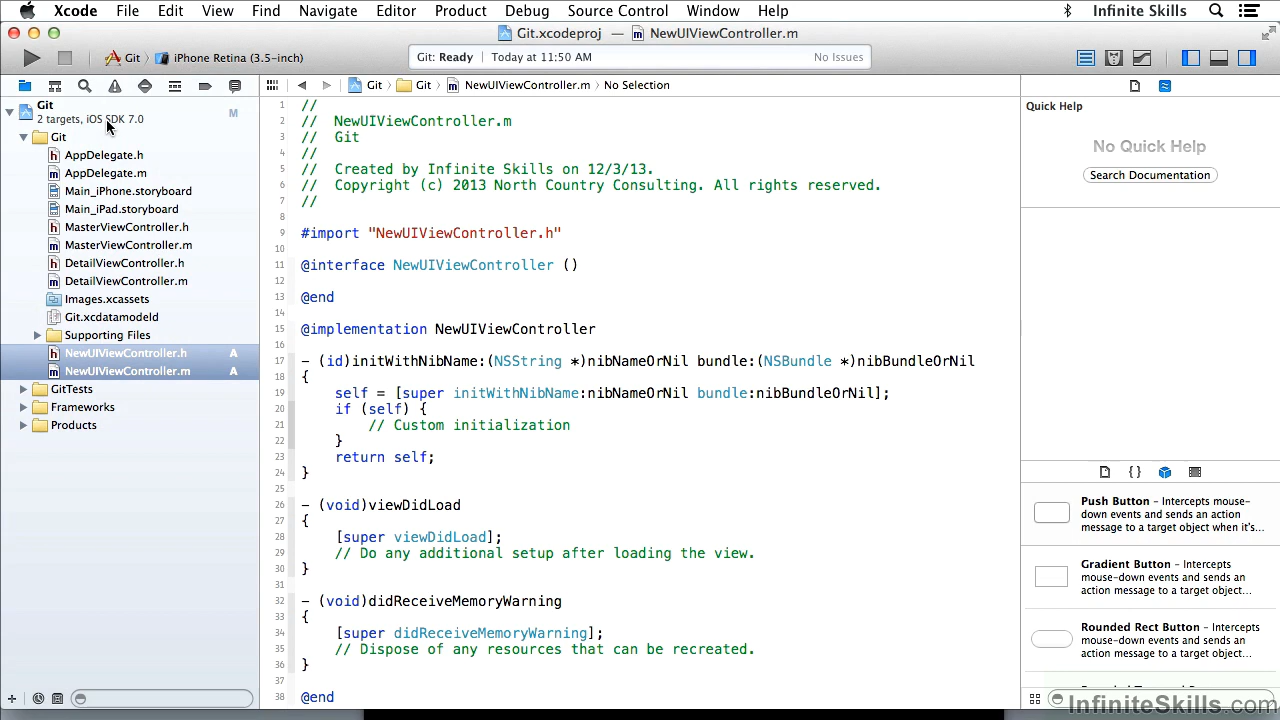 Xcode File Edit View Find Navigate Editor Product Debug Source Control Window Help Infinite Skills
Git.xcodeproj — NewUIViewController.m
Git iPhone Retina (3.5-inch) Git: Ready Today at 11:50 AM No Issues
Git Git NewUIViewController.m No Selection
Git
2 targets, iOS SDK 7.0 M
Git
AppDelegate.h
AppDelegate.m
Main_iPhone.storyboard
Main_iPad.storyboard
MasterViewController.h
MasterViewController.m
DetailViewController.h
DetailViewController.m
Images.xcassets
Git.xcdatamodeld
Supporting Files
NewUIViewController.h A
NewUIViewController.m A
GitTests
Frameworks
Products
1 //
2 // NewUIViewController.m
3 // Git
4 //
5 // Created by Infinite Skills on 12/3/13.
6 // Copyright (c) 2013 North Country Consulting. All rights reserved.
7 //
8
9 #import "NewUIViewController.h"
10
11 @interface NewUIViewController ()
12
13 @end
14
15 @implementation NewUIViewController
16
17 - (id)initWithNibName:(NSString *)nibNameOrNil bundle:(NSBundle *)nibBundleOrNil
18 {
19 self = [super initWithNibName:nibNameOrNil bundle:nibBundleOrNil];
20 if (self) {
21 // Custom initialization
22 }
23 return self;
24 }
25
26 - (void)viewDidLoad
27 {
28 [super viewDidLoad];
29 // Do any additional setup after loading the view.
30 }
31
32 - (void)didReceiveMemoryWarning
33 {
34 [super didReceiveMemoryWarning];
35 // Dispose of any resources that can be recreated.
36 }
37
38 @end
Quick Help
No Quick Help
Search Documentation
Push Button - Intercepts mouse-
down events and sends an action
message to a target object when it's...
Gradient Button - Intercepts
mouse-down events and sends an
action message to a target object...
Rounded Rect Button - Intercepts
mouse-down events and sends an
action message to a target object...
InfiniteSkills.com